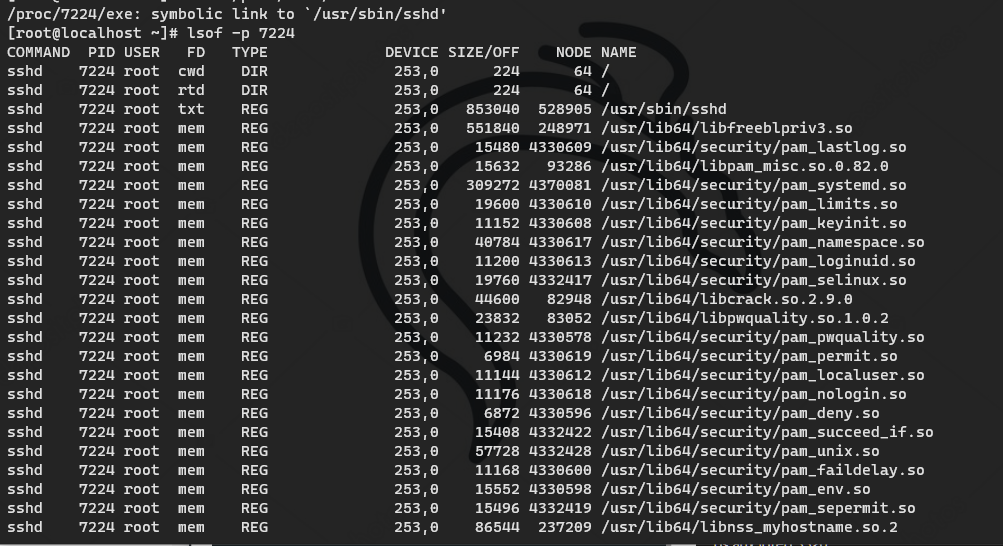 /proc/7224/exe: symbolic link to `/usr/sbin/sshd'
[root@localhost ~]# lsof -p 7224
COMMAND  PID USER   FD   TYPE             DEVICE SIZE/OFF    NODE NAME
sshd    7224 root  cwd    DIR              253,0      224      64 /
sshd    7224 root  rtd    DIR              253,0      224      64 /
sshd    7224 root  txt    REG              253,0   853040  528905 /usr/sbin/sshd
sshd    7224 root  mem    REG              253,0   551840  248971 /usr/lib64/libfreeblpriv3.so
sshd    7224 root  mem    REG              253,0    15480 4330609 /usr/lib64/security/pam_lastlog.so
sshd    7224 root  mem    REG              253,0    15632   93286 /usr/lib64/libpam_misc.so.0.82.0
sshd    7224 root  mem    REG              253,0   309272 4370081 /usr/lib64/security/pam_systemd.so
sshd    7224 root  mem    REG              253,0    19600 4330610 /usr/lib64/security/pam_limits.so
sshd    7224 root  mem    REG              253,0    11152 4330608 /usr/lib64/security/pam_keyinit.so
sshd    7224 root  mem    REG              253,0    40784 4330617 /usr/lib64/security/pam_namespace.so
sshd    7224 root  mem    REG              253,0    11200 4330613 /usr/lib64/security/pam_loginuid.so
sshd    7224 root  mem    REG              253,0    19760 4332417 /usr/lib64/security/pam_selinux.so
sshd    7224 root  mem    REG              253,0    44600   82948 /usr/lib64/libcrack.so.2.9.0
sshd    7224 root  mem    REG              253,0    23832   83052 /usr/lib64/libpwquality.so.1.0.2
sshd    7224 root  mem    REG              253,0    11232 4330578 /usr/lib64/security/pam_pwquality.so
sshd    7224 root  mem    REG              253,0     6984 4330619 /usr/lib64/security/pam_permit.so
sshd    7224 root  mem    REG              253,0    11144 4330612 /usr/lib64/security/pam_localuser.so
sshd    7224 root  mem    REG              253,0    11176 4330618 /usr/lib64/security/pam_nologin.so
sshd    7224 root  mem    REG              253,0     6872 4330596 /usr/lib64/security/pam_deny.so
sshd    7224 root  mem    REG              253,0    15408 4332422 /usr/lib64/security/pam_succeed_if.so
sshd    7224 root  mem    REG              253,0    57728 4332428 /usr/lib64/security/pam_unix.so
sshd    7224 root  mem    REG              253,0    11168 4330600 /usr/lib64/security/pam_faildelay.so
sshd    7224 root  mem    REG              253,0    15552 4330598 /usr/lib64/security/pam_env.so
sshd    7224 root  mem    REG              253,0    15496 4332419 /usr/lib64/security/pam_sepermit.so
sshd    7224 root  mem    REG              253,0    86544  237209 /usr/lib64/libnss_myhostname.so.2